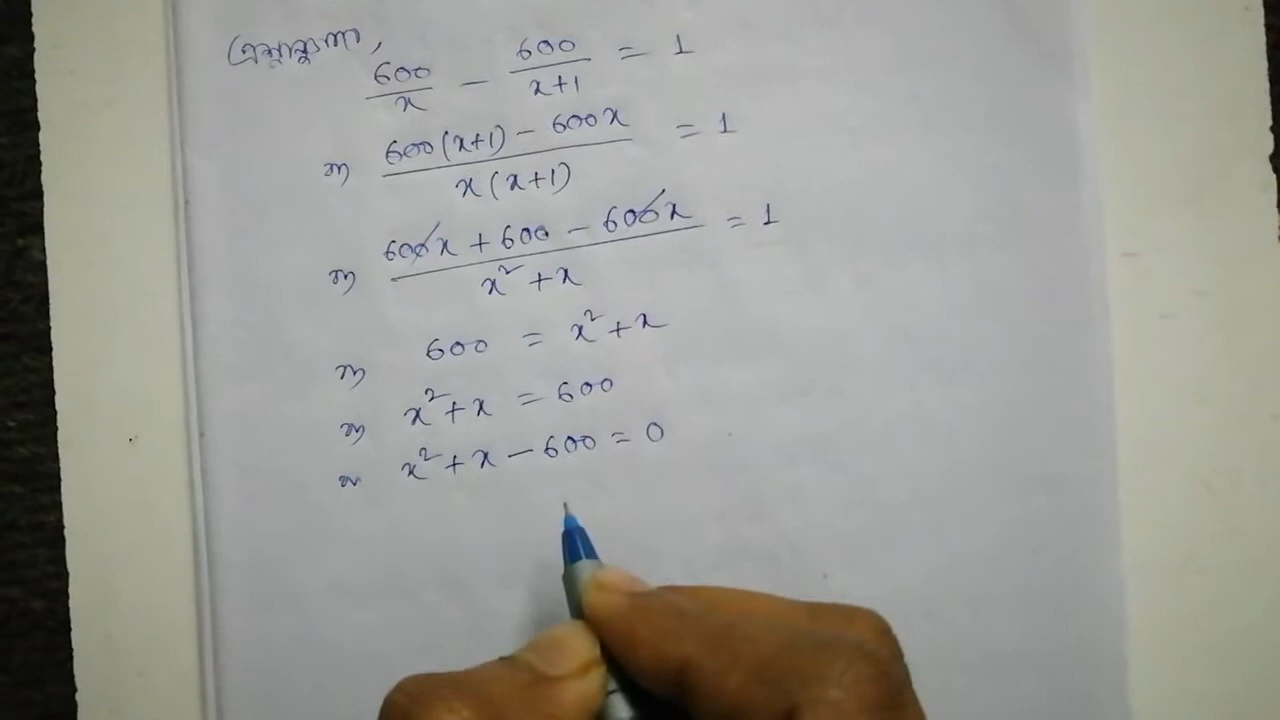 প্রশ্নানুসারে,
600/x - 600/x+1 = 1
বা, 600(x+1) - 600x / x(x+1) = 1
বা, 600x + 600 - 600x / x² + x = 1
বা, 600 = x² + x
বা, x² + x = 600
বা, x² + x - 600 = 0